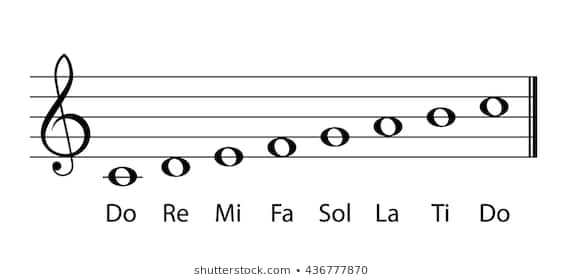 Do Re Mi Fa Sol La Ti Do
shutterstock.com • 436777870